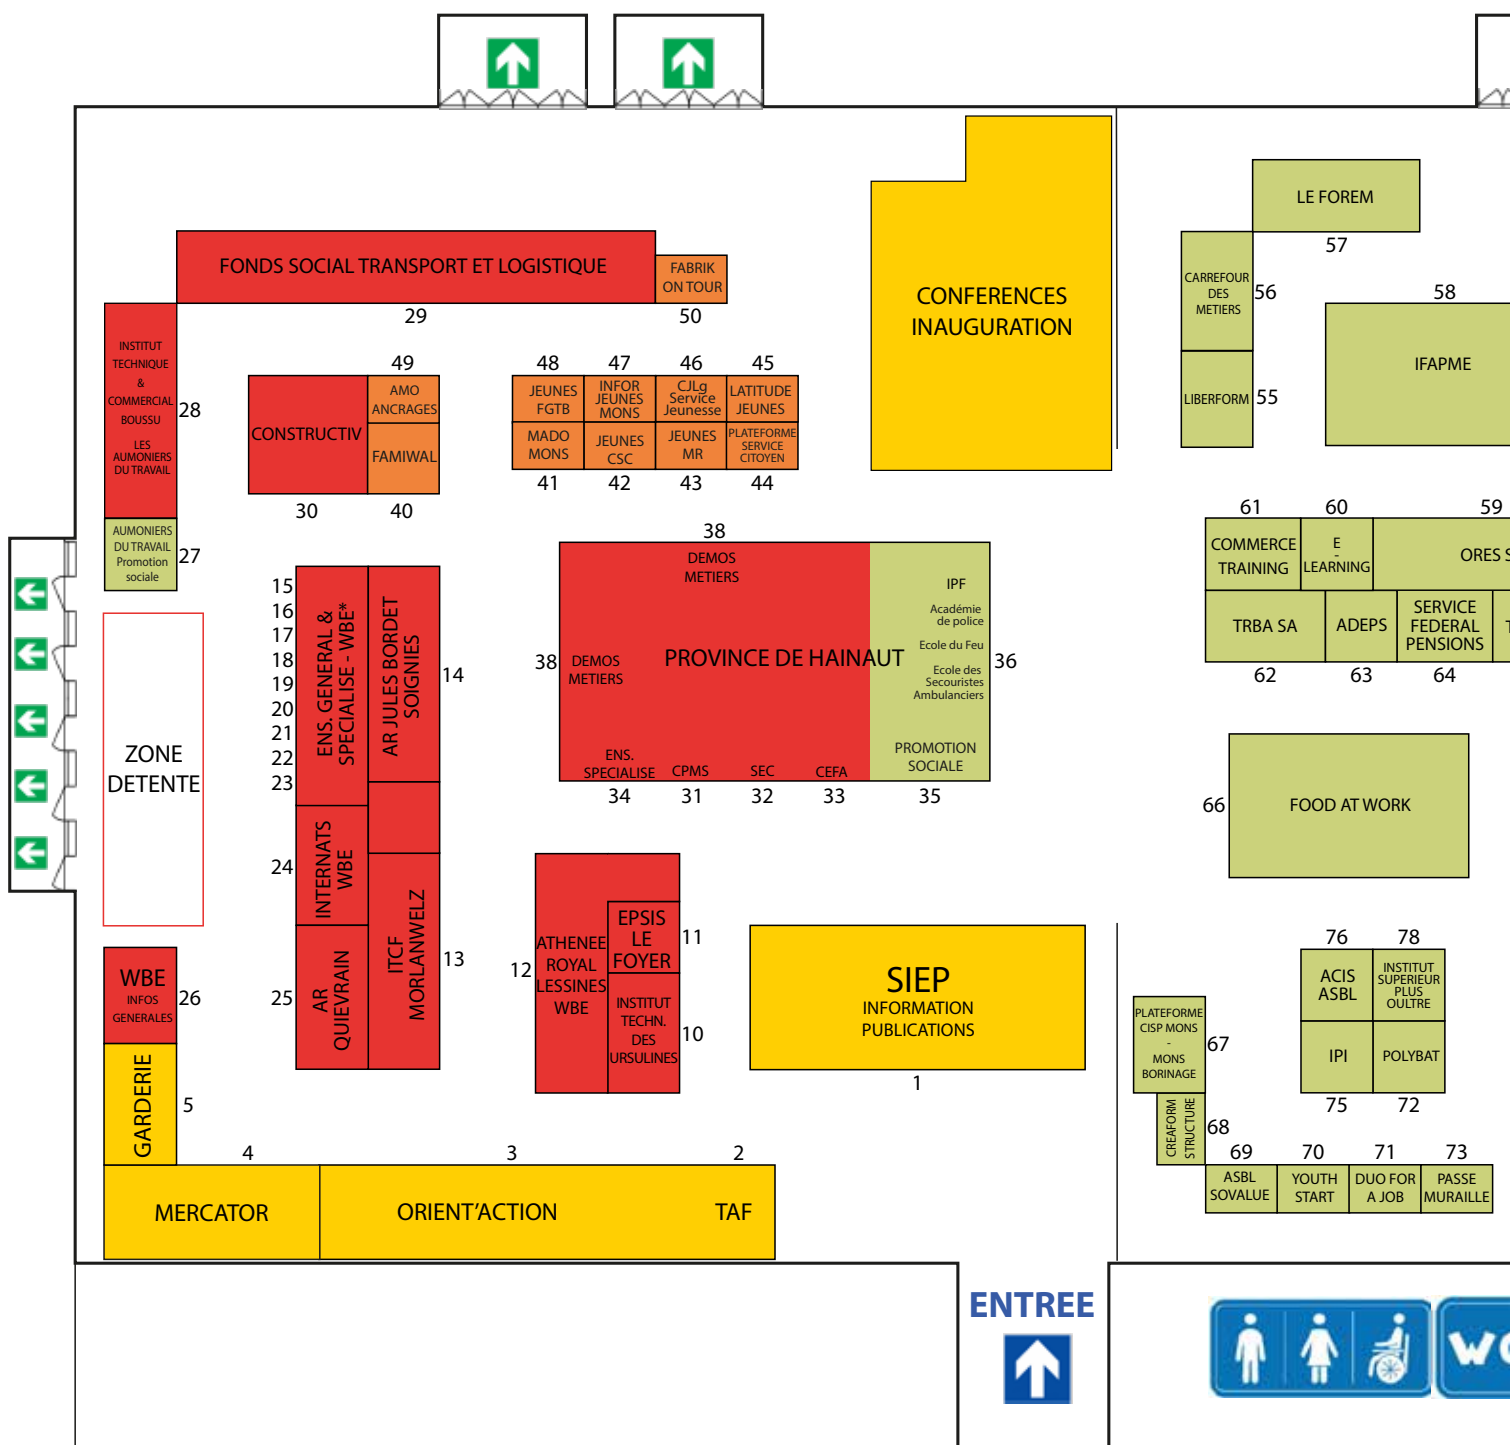 LE FOREM
57
FONDS SOCIAL TRANSPORT ET LOGISTIQUE
29
FABRIK
ON TOUR
50
CONFERENCES
INAUGURATION
CARREFOUR
DES
METIERS
56
LIBERFORM
55
58
IFAPME
INSTITUT
TECHNIQUE
&
COMMERCIAL
BOUSSU
LES
AUMONIERS
DU TRAVAIL
28
AUMONIERS
DU TRAVAIL
Promotion
sociale
27
CONSTRUCTIV
30
49
AMO
ANCRAGES
FAMIWAL
40
48
JEUNES
FGTB
47
INFOR
JEUNES
MONS
46
CJLg
Service
Jeunesse
45
LATITUDE
JEUNES
MADO
MONS
41
JEUNES
CSC
42
JEUNES
MR
43
PLATEFORME
SERVICE
CITOYEN
44
61
COMMERCE
TRAINING
60
E
-
LEARNING
59
ORES S
TRBA SA
62
ADEPS
63
SERVICE
FEDERAL
PENSIONS
64
T
38
DEMOS
METIERS
38
DEMOS
METIERS
PROVINCE DE HAINAUT
IPF
Académie
de police
Ecole du Feu
Ecole des
Secouristes
Ambulanciers
36
PROMOTION
SOCIALE
35
ENS.
SPECIALISE
34
CPMS
31
SEC
32
CEFA
33
15
16
17
18
19
20
21
22
23
ENS. GENERAL &
SPECIALISE - WBE*
AR JULES BORDET
SOIGNIES
14
24
INTERNATS
WBE
25
AR
QUIEVRAIN
ITCF
MORLANWELZ
13
ZONE
DETENTE
66
FOOD AT WORK
12
ATHENEE
ROYAL
LESSINES
WBE
EPSIS
LE
FOYER
11
INSTITUT
TECHN.
DES
URSULINES
10
SIEP
INFORMATION
PUBLICATIONS
1
WBE
INFOS
GENERALES
26
GARDERIE
5
4
MERCATOR
3
ORIENT'ACTION
2
TAF
76
ACIS
ASBL
78
INSTITUT
SUPERIEUR
PLUS
OULTRE
IPI
75
POLYBAT
72
PLATEFORME
CISP MONS
-
MONS
BORINAGE
67
CREAFORM
STRUCTURE
68
69
ASBL
SOVALUE
70
YOUTH
START
71
DUO FOR
A JOB
73
PASSE
MURAILLE
ENTREE